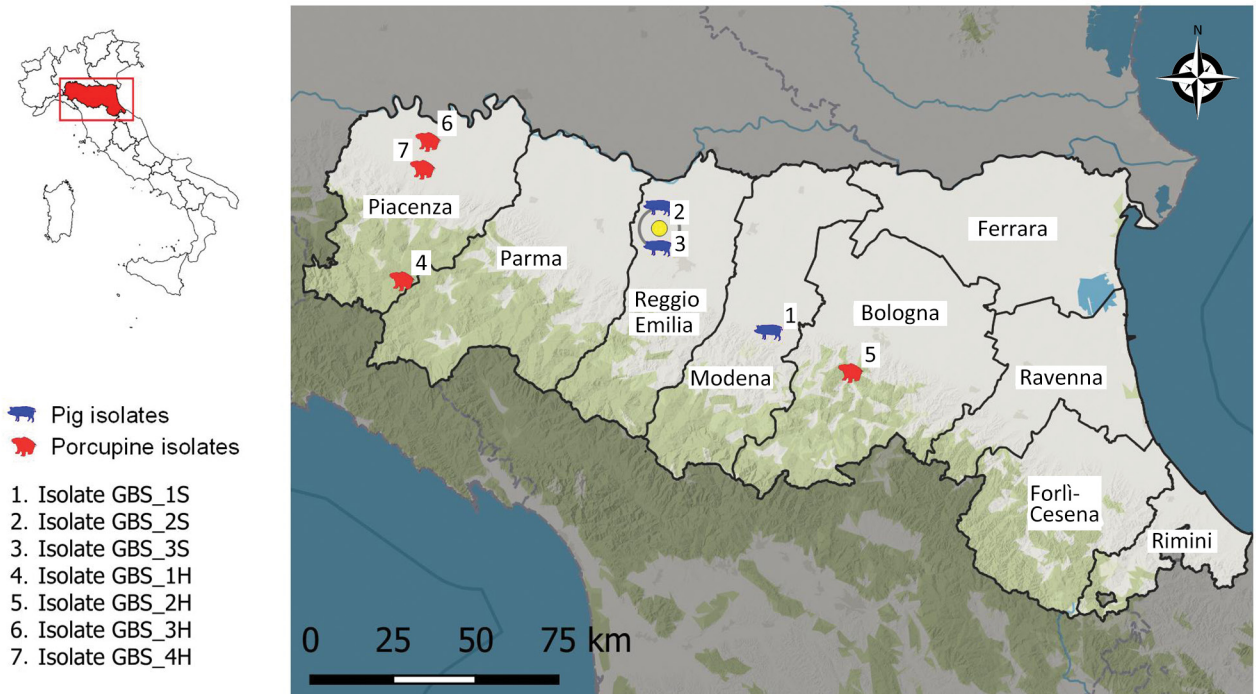 N
6
7
Piacenza
2
3
4
Parma
Ferrara
Reggio
Emilia
1
Bologna
5
Modena
Ravenna
Forlì-
Cesena
Rimini
0 25 50 75 km
Pig isolates
Porcupine isolates
1. Isolate GBS_1S
2. Isolate GBS_2S
3. Isolate GBS_3S
4. Isolate GBS_1H
5. Isolate GBS_2H
6. Isolate GBS_3H
7. Isolate GBS_4H